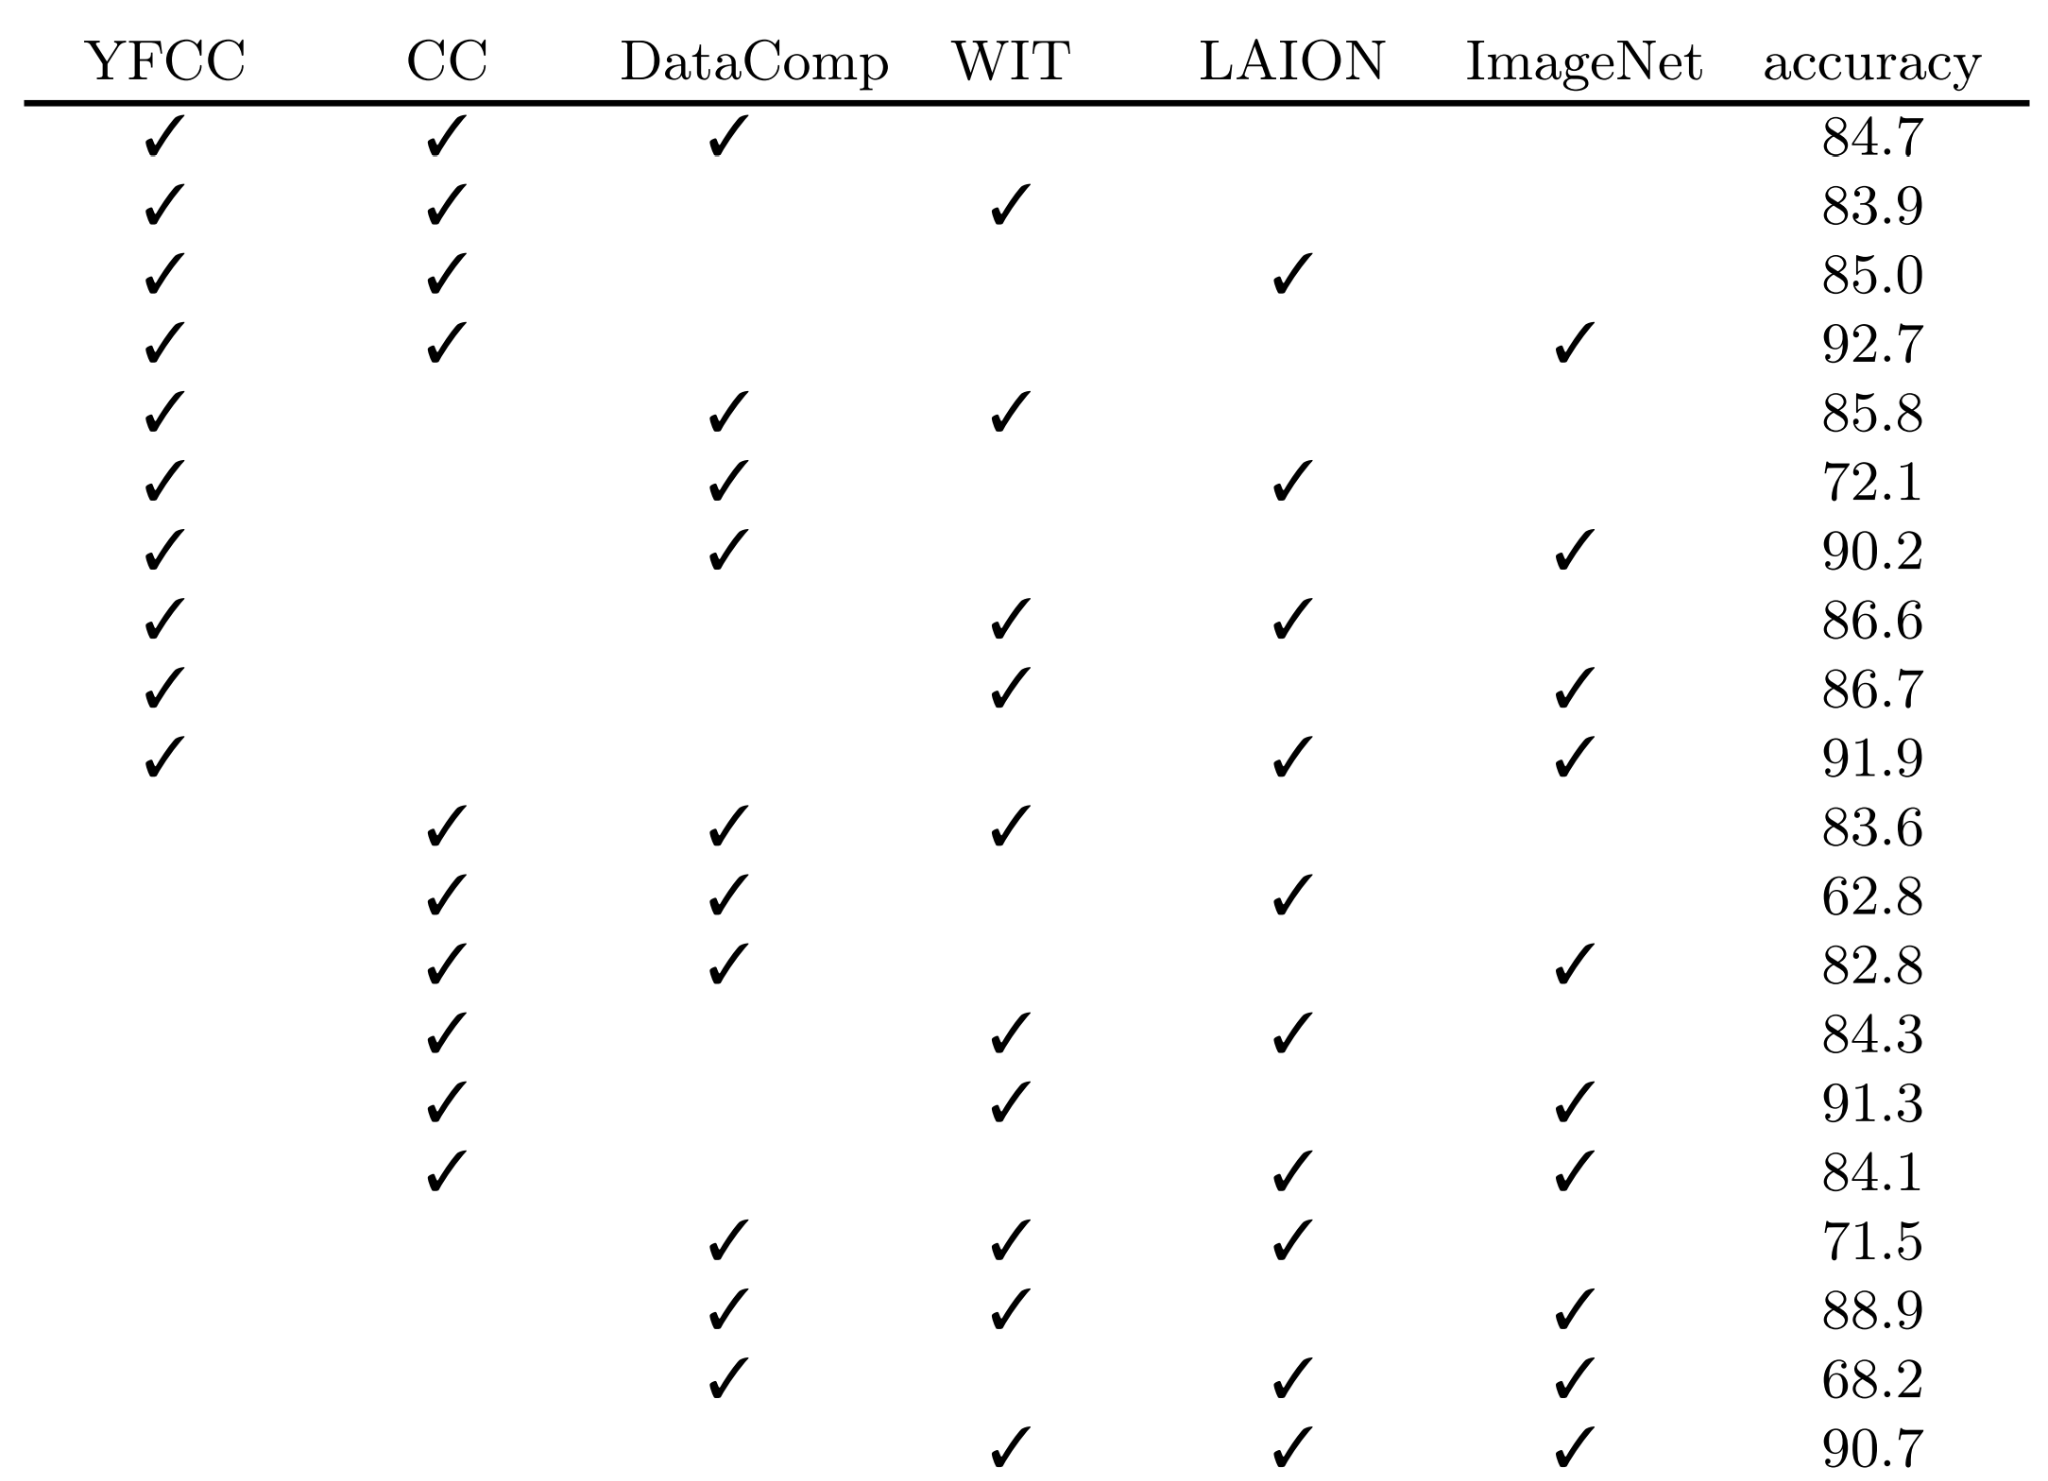 YFCC CC DataComp WIT LAION ImageNet accuracy
✓ ✓ ✓ 84.7
✓ ✓ ✓ 83.9
✓ ✓ ✓ 85.0
✓ ✓ ✓ 92.7
✓ ✓ ✓ 85.8
✓ ✓ ✓ 72.1
✓ ✓ ✓ 90.2
✓ ✓ ✓ 86.6
✓ ✓ ✓ 86.7
✓ ✓ ✓ 91.9
✓ ✓ ✓ 83.6
✓ ✓ ✓ 62.8
✓ ✓ ✓ 82.8
✓ ✓ ✓ 84.3
✓ ✓ ✓ 91.3
✓ ✓ ✓ 84.1
✓ ✓ ✓ 71.5
✓ ✓ ✓ 88.9
✓ ✓ ✓ 68.2
✓ ✓ ✓ 90.7